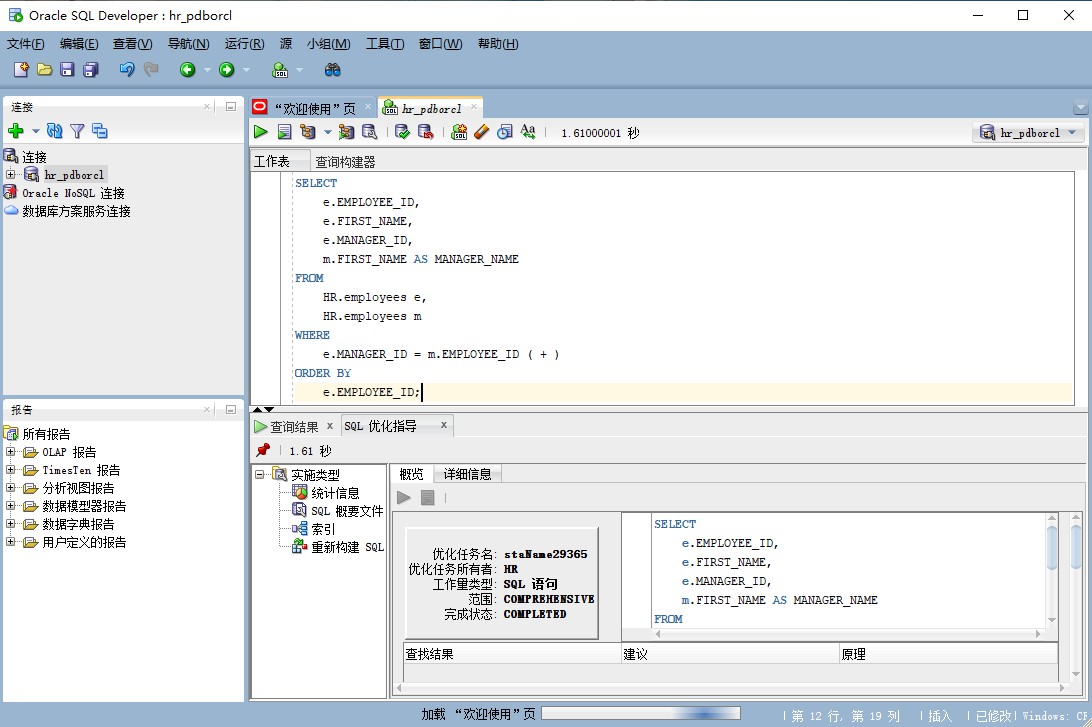 Oracle SQL Developer : hr_pdborcl
文件(F) 编辑(E) 查看(V) 导航(N) 运行(R) 源 小组(M) 工具(T) 窗口(W) 帮助(H)
连接
连接
hr_pdborcl
Oracle NoSQL 连接
数据库方案服务连接
报告
所有报告
OLAP 报告
TimesTen 报告
分析视图报告
数据模型器报告
数据字典报告
用户定义的报告
“欢迎使用”页 hr_pdborcl
1.61000001 秒 hr_pdborcl
工作表 查询构建器
SELECT
e.EMPLOYEE_ID,
e.FIRST_NAME,
e.MANAGER_ID,
m.FIRST_NAME AS MANAGER_NAME
FROM
HR.employees e,
HR.employees m
WHERE
e.MANAGER_ID = m.EMPLOYEE_ID ( + )
ORDER BY
e.EMPLOYEE_ID;
查询结果 x SQL 优化指导 x
1.61 秒
实施类型
统计信息
SQL 概要文件
索引
重新构建 SQL
概览 详细信息
优化任务名: staName29365
优化任务所有者: HR
工作量类型: SQL 语句
范围: COMPREHENSIVE
完成状态: COMPLETED
SELECT
e.EMPLOYEE_ID,
e.FIRST_NAME,
e.MANAGER_ID,
m.FIRST_NAME AS MANAGER_NAME
FROM
查找结果 建议 原理
加载 “欢迎使用”页 | 第 12 行, 第 19 列 | 插入 | 已修改| Windows: